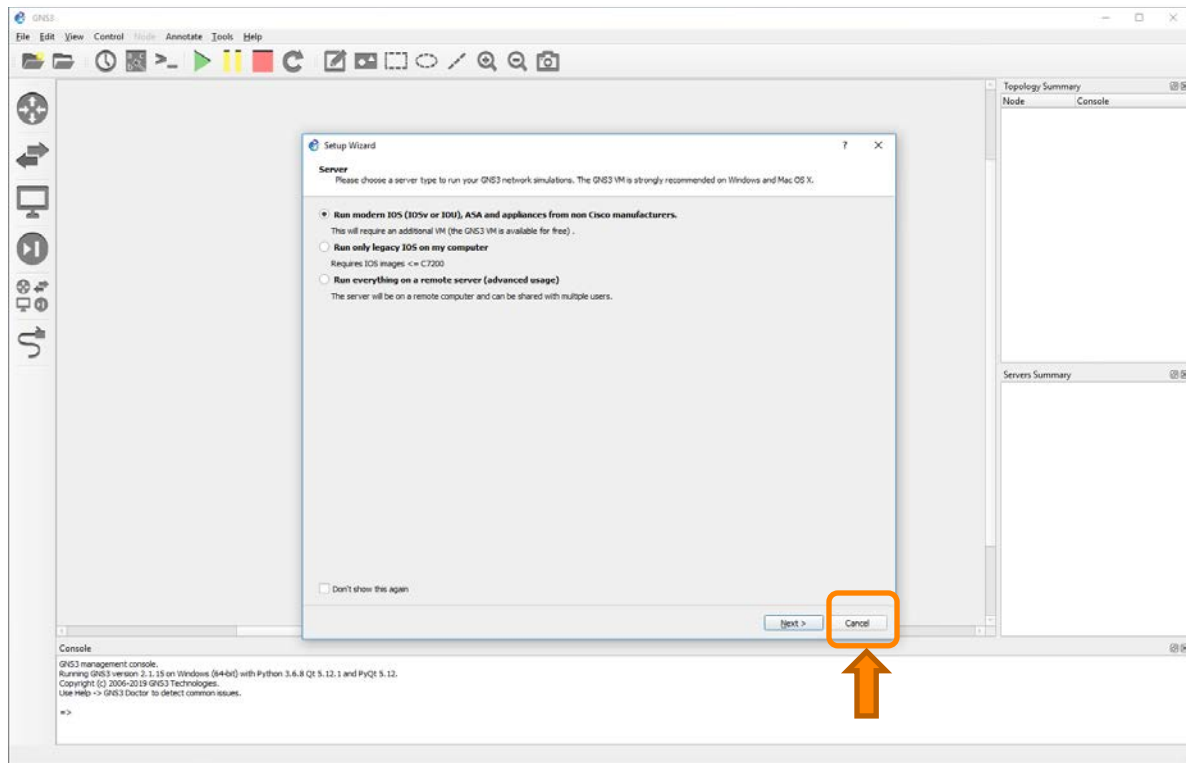 GNS3
File Edit View Control Node Annotate Tools Help
Topology Summary
Node Console
Setup Wizard
Server
Please choose a server type to run your GNS3 network simulations. The GNS3 VM is strongly recommended on Windows and Mac OS X.
Run modern IOS (IOSv or IOU), ASA and appliances from non Cisco manufacturers.
This will require an additional VM (the GNS3 VM is available for free) .
Run only legacy IOS on my computer
Requires IOS images <= C7200
Run everything on a remote server (advanced usage)
The server will be on a remote computer and can be shared with multiple users.
Servers Summary
Don't show this again
Next > Cancel
Console
GNS3 management console.
Running GNS3 version 2.1.15 on Windows (64-bit) with Python 3.6.8 Qt 5.12.1 and PyQt 5.12.
Copyright (c) 2006-2019 GNS3 Technologies.
Use Help -> GNS3 Doctor to detect common issues.
=>